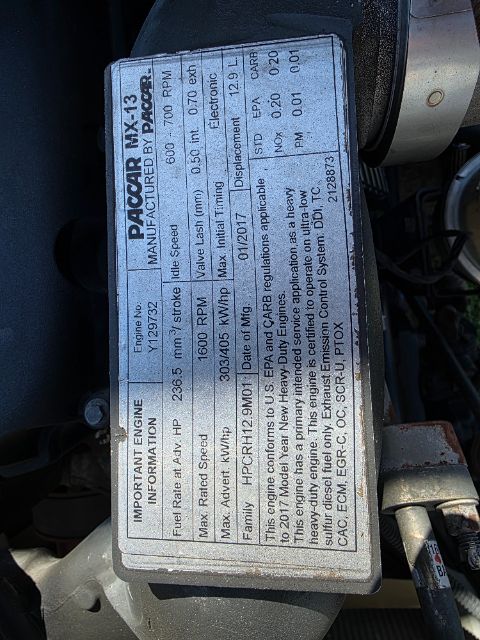 IMPORTANT ENGINE
INFORMATION
Engine No.
Y129732
PACCAR MX-13
MANUFACTURED BY PACCAR
Fuel Rate at Adv. HP 236.5 mm³/ stroke Idle Speed 600 - 700 RPM
Max. Rated Speed 1600 RPM Valve Lash (mm) 0.50 int. 0.70 exh
Max. Advert. kW/hp 303/405 kW/hp Max. Initial Timing Electronic
Family HPCRH12.9M01 Date of Mfg. 01/2017 Displacement 12.9 L.
This engine conforms to U.S. EPA and CARB regulations applicable
to 2017 Model Year New Heavy-Duty Engines.
This engine has a primary intended service application as a heavy
heavy-duty engine. This engine is certified to operate on ultra-low
sulfur diesel fuel only. Exhaust Emission Control System: DDI, TC,
CAC, ECM, EGR-C, OC, SCR-U, PTOX
STD EPA CARB
NOx 0.20 0.20
PM 0.01 0.01
2128873